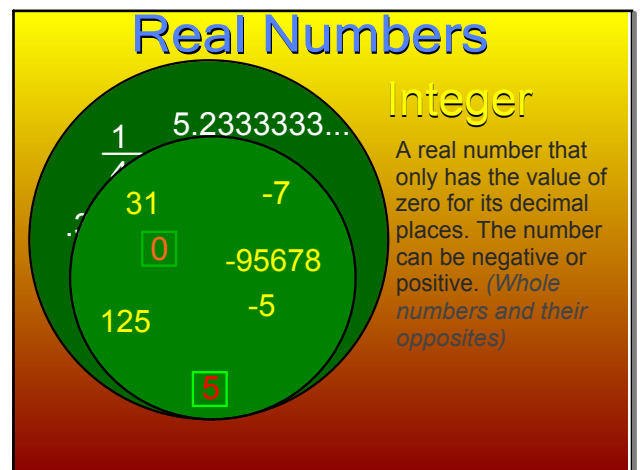 Real Numbers
Integer
5.2333333...
1
31
-7
0
-95678
-5
125
5
A real number that
only has the value of
zero for its decimal
places. The number
can be negative or
positive. (Whole
numbers and their
opposites)